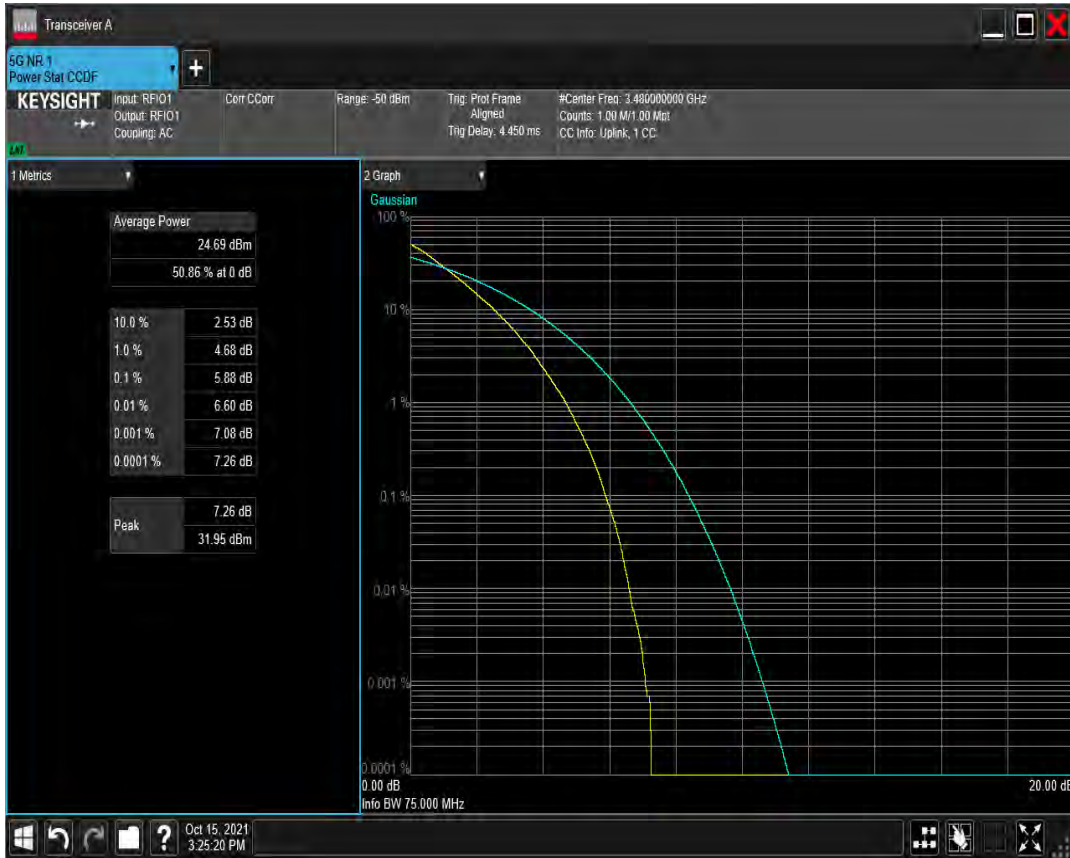 Transceiver A
5G NR 1
Power Stat CCDF
+
KEYSIGHT
Input: RFIO1
Output: RFIO1
Coupling: AC
Corr CCorr
Range: -50 dBm
Trig: Prot Frame
Aligned
Trig Delay: 4.450 ms
#Center Freq: 3.480000000 GHz
Counts: 1.00 M/1.00 Mpt
CC Info: Uplink, 1 CC
1 Metrics
Average Power
24.69 dBm
50.86 % at 0 dB
10.0 % 2.53 dB
1.0 % 4.68 dB
0.1 % 5.88 dB
0.01 % 6.60 dB
0.001 % 7.08 dB
0.0001 % 7.26 dB
Peak
7.26 dB
31.95 dBm
2 Graph
Gaussian
100 %
10 %
1 %
0.1 %
0.01 %
0.001 %
0.0001 %
0.00 dB
20.00 dB
Info BW 75.000 MHz
?
Oct 15, 2021
3:25:20 PM